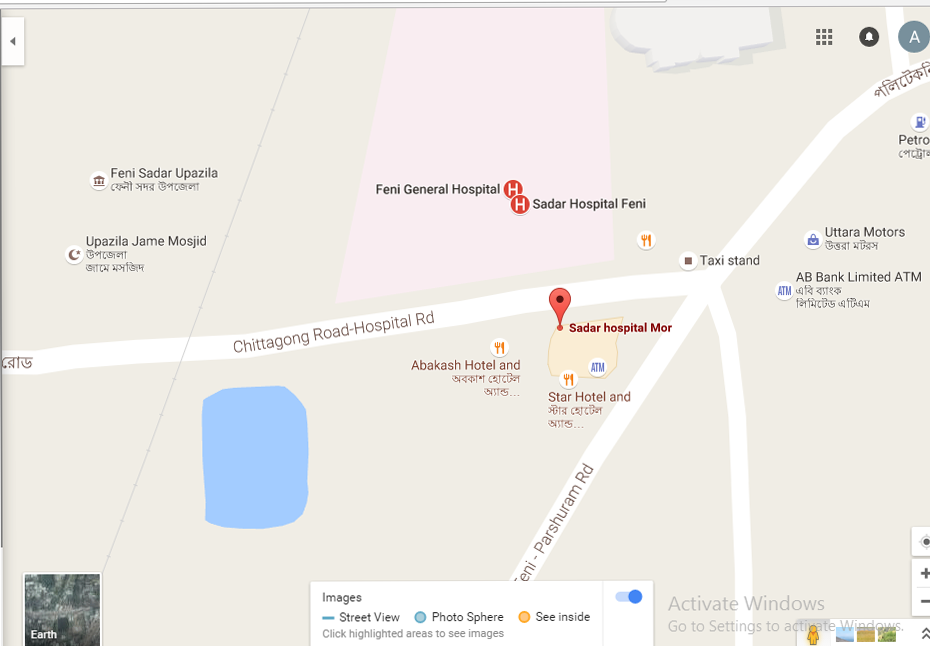 A
পলিটেকনি
Petro
পেট্রোল
Feni Sadar Upazila
ফেনী সদর উপজেলা
Feni General Hospital
H
H
Sadar Hospital Feni
Upazila Jame Mosjid
উপজেলা
জামে মসজিদ
Uttara Motors
উত্তরা মটরস
Taxi stand
AB Bank Limited ATM
ATM
এবি ব্যাংক
লিমিটেড এটিএম
Chittagong Road-Hospital Rd
Sadar hospital Mor
রোড
Abakash Hotel and
অবকাশ হোটেল
অ্যান্ড...
ATM
Star Hotel and
স্টার হোটেল
অ্যান্ড...
Feni - Parshuram Rd
Images
Street View
Photo Sphere
See inside
Click highlighted areas to see images
Earth
Activate Windows
Go to Settings to activate Windows.